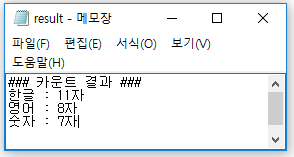 result - 메모장
파일(F) 편집(E) 서식(O) 보기(V)
도움말(H)
### 카운트 결과 ###
한글 : 11자
영어 : 8자
숫자 : 7자